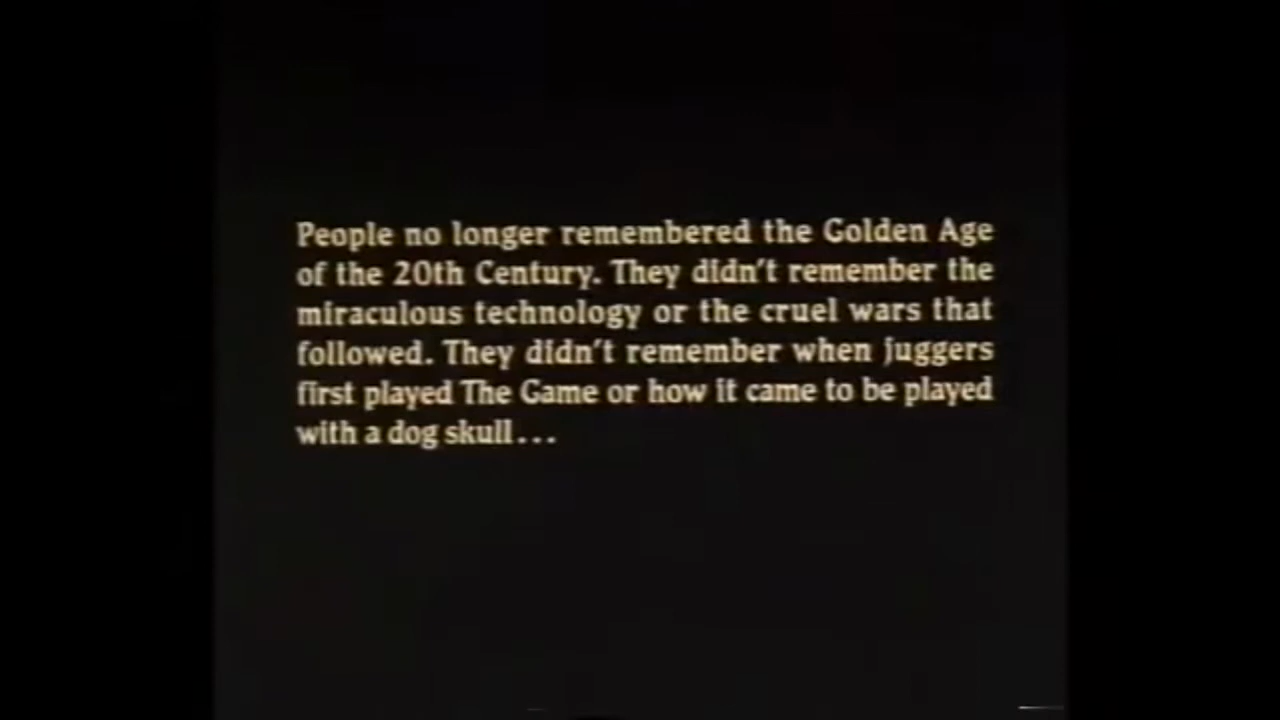 People no longer remembered the Golden Age
of the 20th Century. They didn't remember the
miraculous technology or the cruel wars that
followed. They didn't remember when juggers
first played The Game or how it came to be played
with a dog skull...